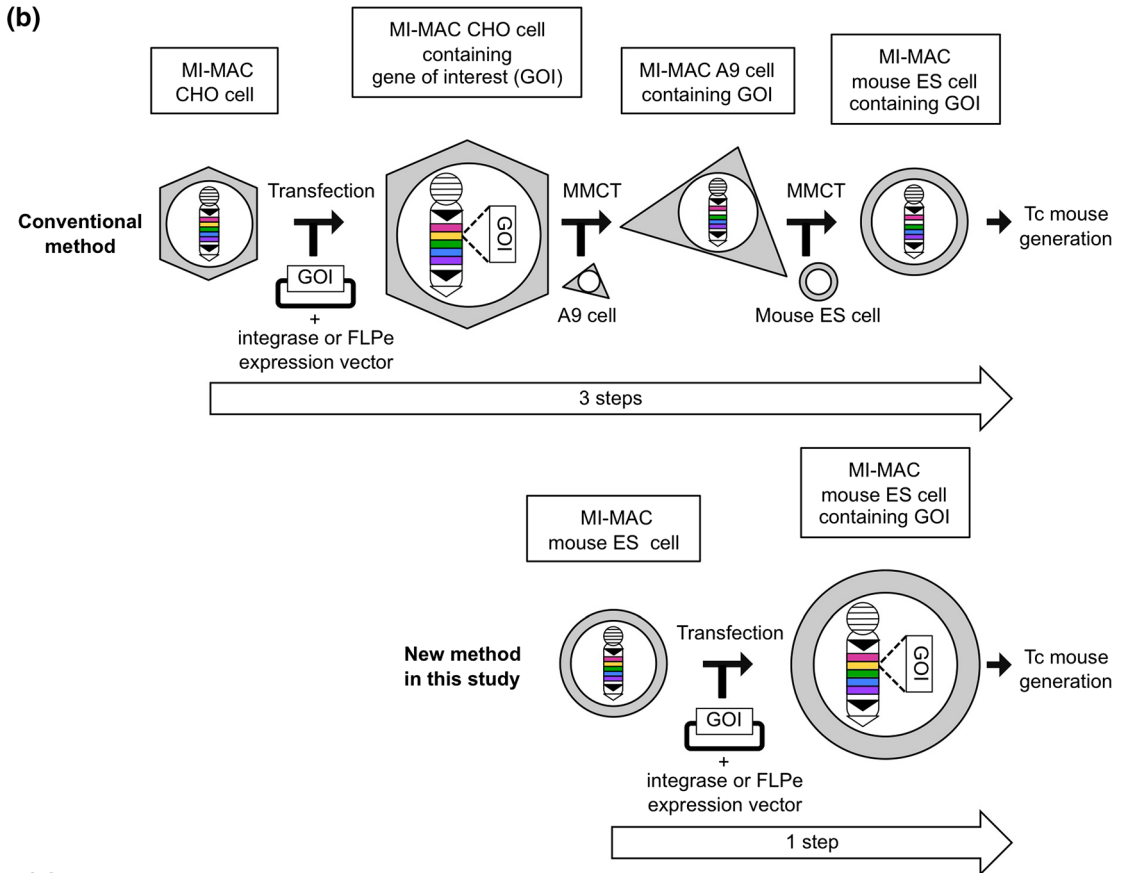 (b)
MI-MAC
CHO cell
MI-MAC CHO cell
containing
gene of interest (GOI)
MI-MAC A9 cell
containing GOI
MI-MAC
mouse ES cell
containing GOI
Conventional
method
Transfection
GOI
+
integrase or FLPe
expression vector
GOI
MMCT
A9 cell
MMCT
Mouse ES cell
Tc mouse
generation
3 steps
MI-MAC
mouse ES cell
MI-MAC
mouse ES cell
containing GOI
New method
in this study
Transfection
GOI
+
integrase or FLPe
expression vector
GOI
Tc mouse
generation
1 step